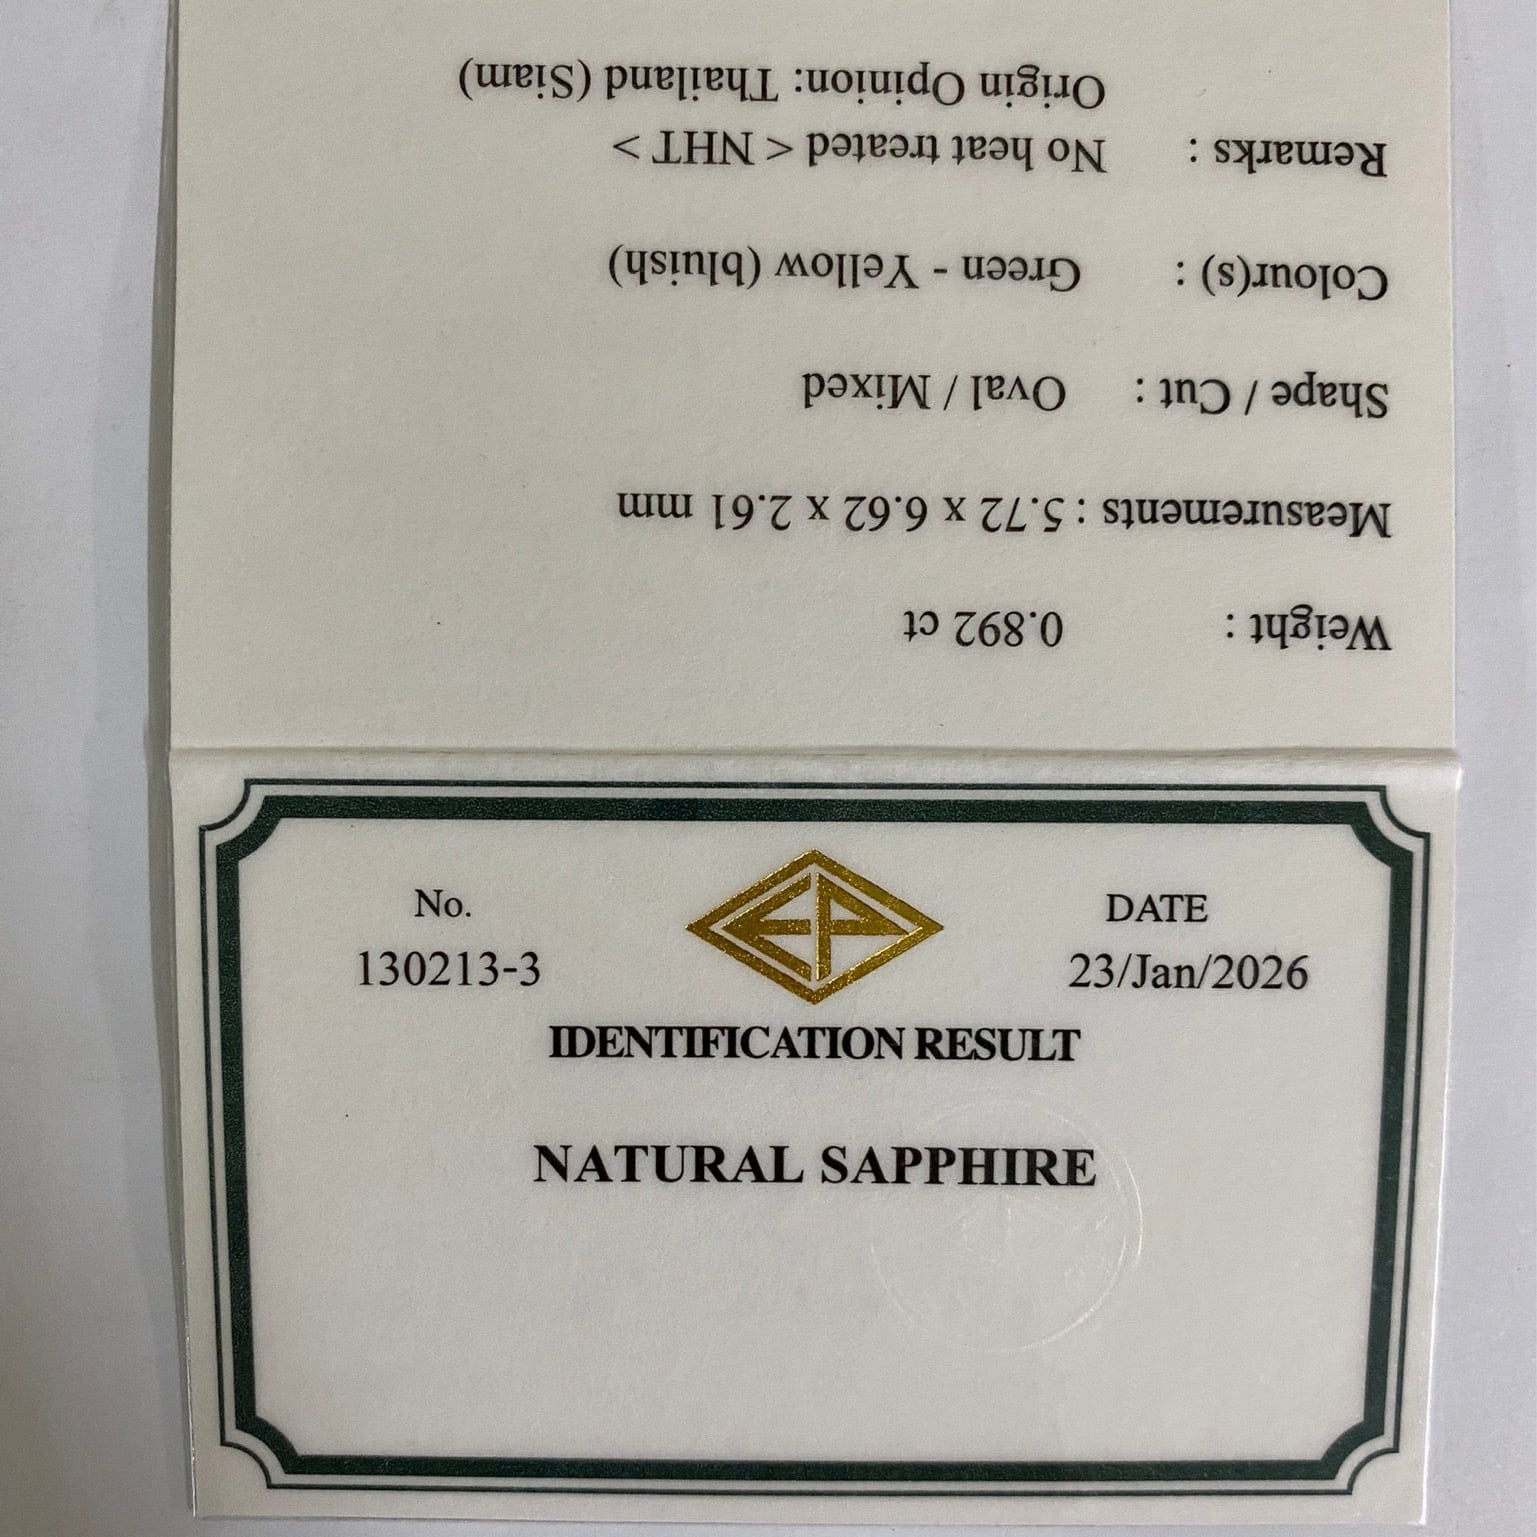 No.
130213-3
EP
DATE
23/Jan/2026
IDENTIFICATION RESULT
NATURAL SAPPHIRE
Weight : 0.892 ct
Measurements : 5.72 x 6.62 x 2.61 mm
Shape / Cut : Oval / Mixed
Colour(s) : Green - Yellow (bluish)
Remarks : No heat treated < NHT >
Origin Opinion: Thailand (Siam)